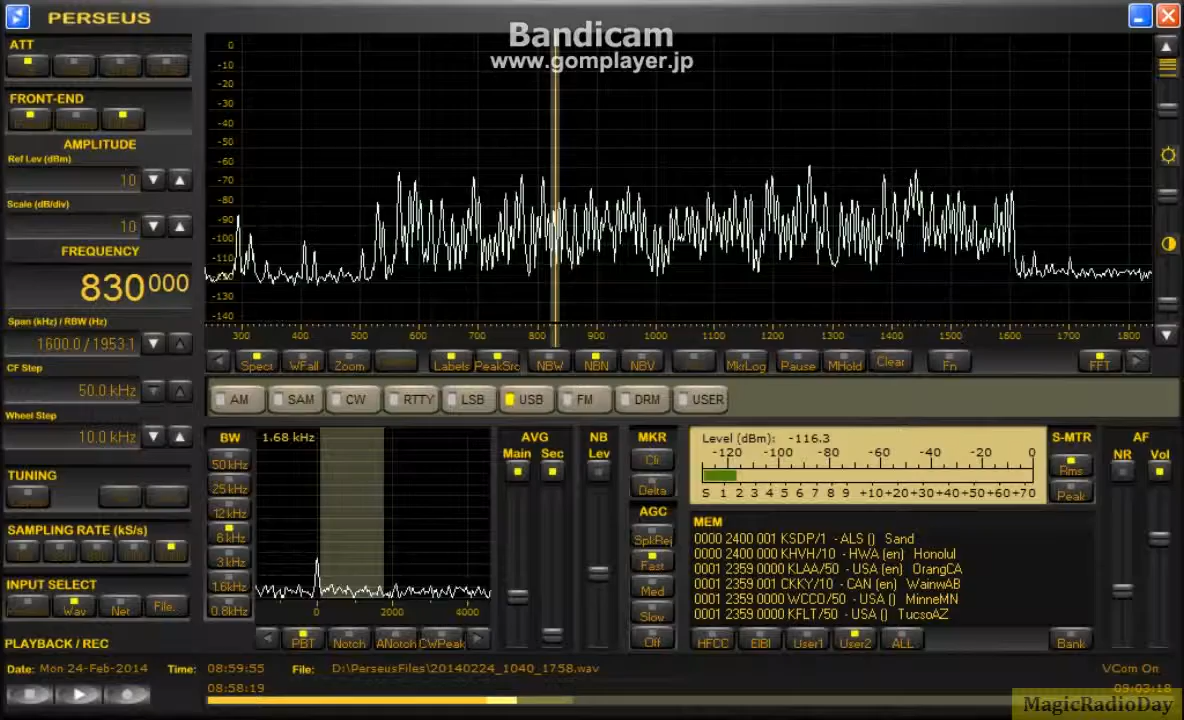 PERSEUS
Bandicam
www.gomplayer.jp
ATT
FRONT-END
AMPLITUDE
Ref Lev (dBm)
10
Scale (dB/div)
10
FREQUENCY
830 000
Span (kHz) / RBW (Hz)
1600.0 / 1953.1
CF Step
50.0 kHz
Wheel Step
10.0 kHz
TUNING
SAMPLING RATE (kS/s)
INPUT SELECT
Wav Net File.
PLAYBACK / REC
0
-10
-20
-30
-40
-50
-60
-70
-80
-90
-100
-110
-120
-130
-140
300 400 500 600 700 800 900 1000 1100 1200 1300 1400 1500 1600 1700 1800
Spect WFall Zoom Labels PeakSrc NBW NBN NBV MkrLog Pause MHold Clear Fn FFT
AM SAM CW RTTY LSB USB FM DRM USER
BW
50 kHz
25 kHz
12 kHz
6 kHz
3 kHz
1.6kHz
0.8kHz
1.68 kHz
0 2000 4000
PBT Notch ANotch CWPeak
AVG
Main Sec
NB
Lev
MKR
Clr
Delta
AGC
SpkRej
Fast
Med
Slow
Off
Level (dBm): -116.3
-120 -100 -80 -60 -40 -20 0
S 1 2 3 4 5 6 7 8 9 +10+20+30+40+50+60+70
S-MTR
Rms
Peak
AF
NR Vol
MEM
0000 2400 001 KSDP/1 - ALS () Sand
0000 2400 000 KHVH/10 - HWA (en) Honolul
0000 2359 0000 KLAA/50 - USA (en) OrangCA
0001 2359 0001 CKKY/10 - CAN (en) WainwAB
0000 2359 0000 WCCO/50 - USA () MinneMN
0001 2359 0000 KFLT/50 - USA () TucsoAZ
HFCC EIBI User1 User2 ALL Bank
Date: Mon 24-Feb-2014 Time: 08:59:55 File: D:\PerseusFiles\20140224_1040_1758.wav VCom On
08:58:19 09:03:18
MagicRadioDay